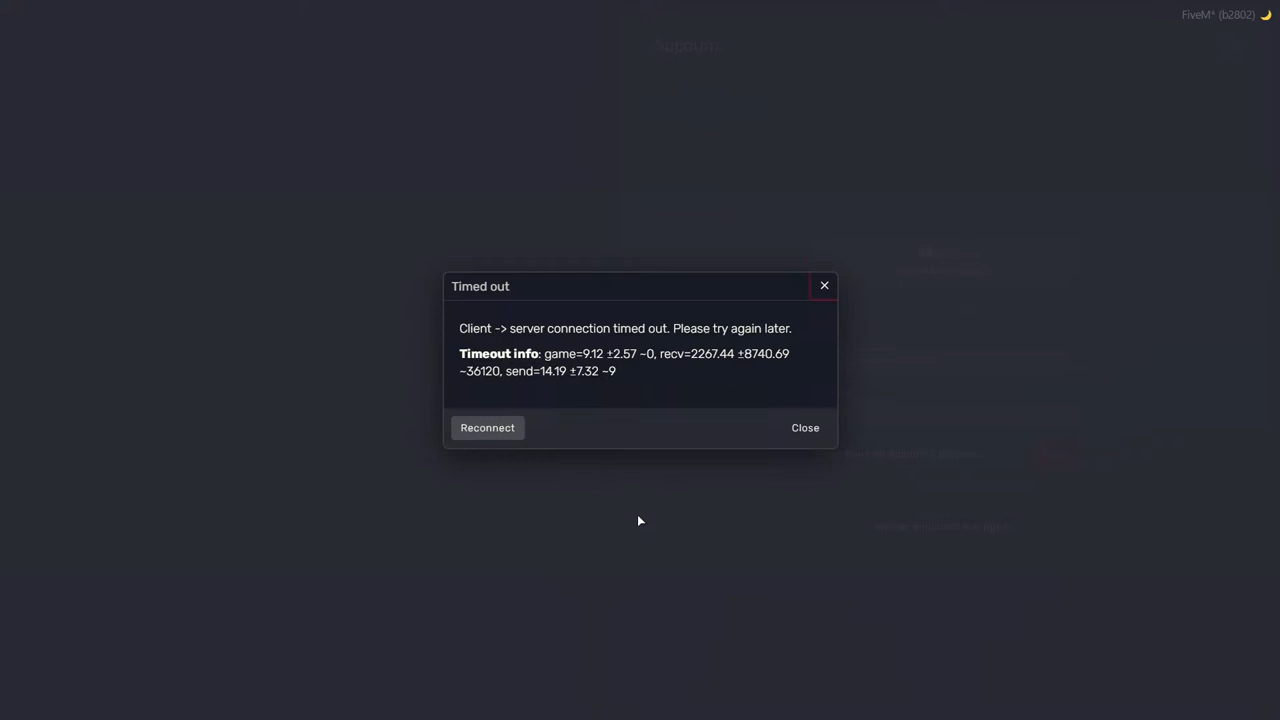 FiveM* (b2802) 🌙
Timed out
Client -> server connection timed out. Please try again later.
Timeout info: game=9.12 ±2.57 ~0, recv=2267.44 ±8740.69
~36120, send=14.19 ±7.32 ~9
Reconnect
Close